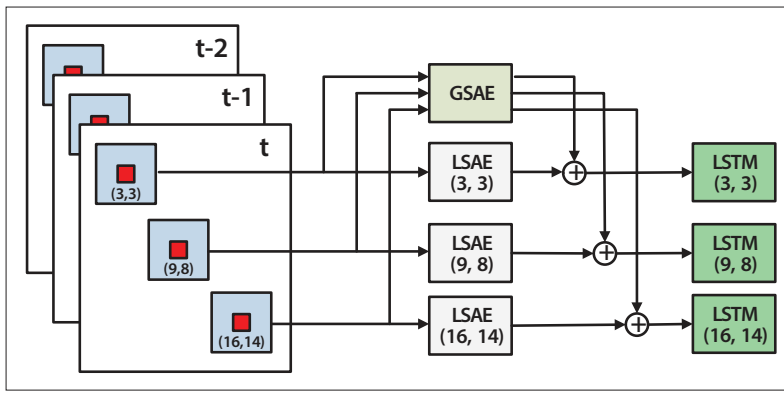 t-2
t-1
t
(3,3)
(9,8)
(16,14)
GSAE
LSAE
(3, 3)
LSAE
(9, 8)
LSAE
(16, 14)
+
+
+
LSTM
(3, 3)
LSTM
(9, 8)
LSTM
(16, 14)